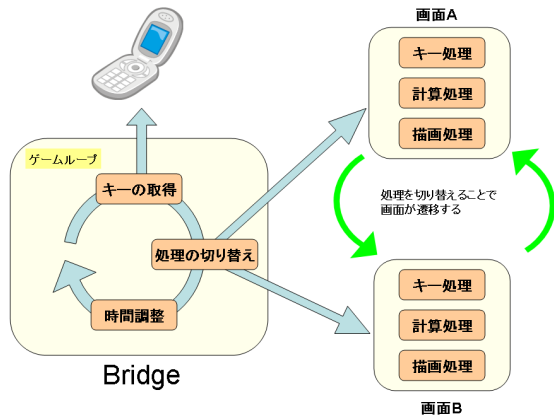 画面A
キー処理
計算処理
描画処理
ゲームループ
キーの取得
処理の切り替え
時間調整
Bridge
処理を切り替えることで
画面が遷移する
キー処理
計算処理
描画処理
画面B